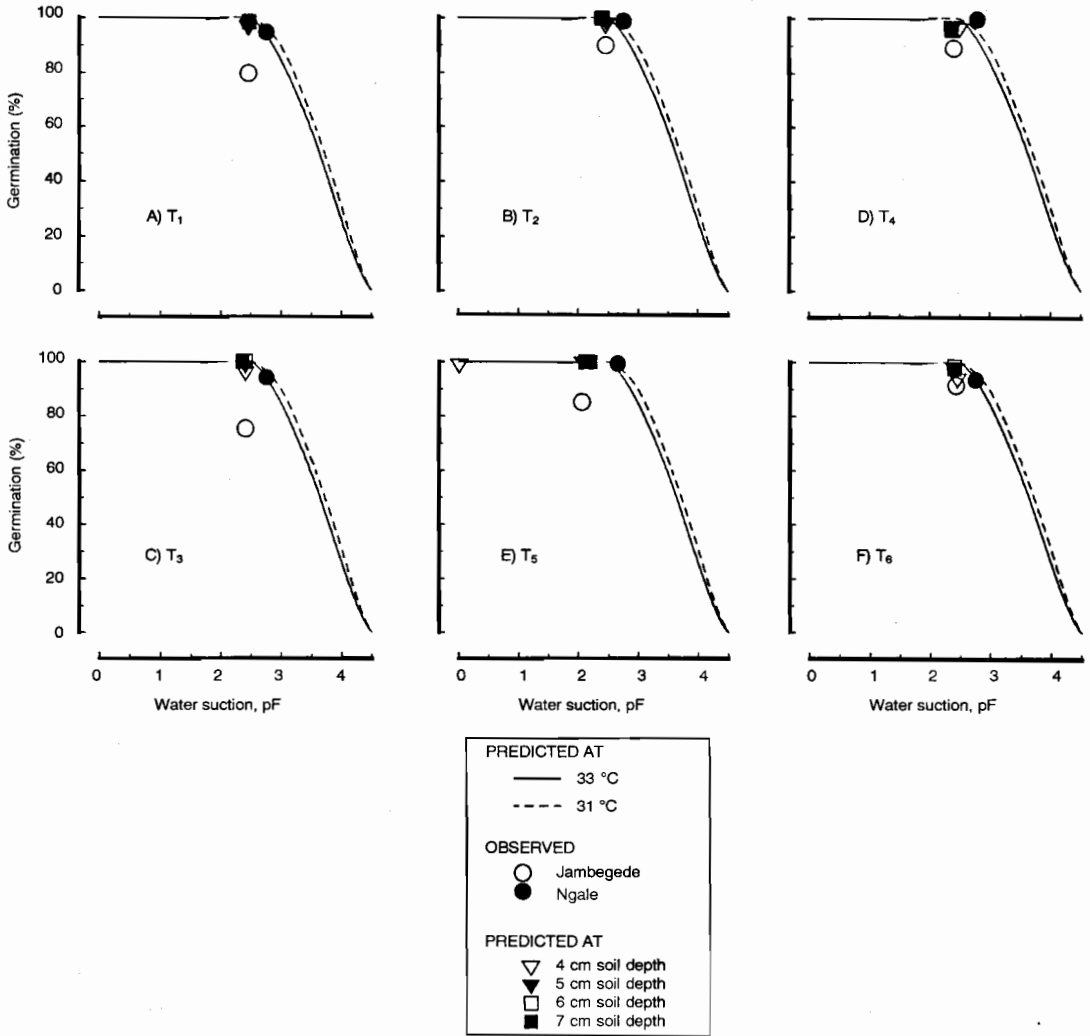 Germination (%)
100
80
60
40
20
0
A) T1
B) T2
D) T4
Germination (%)
100
80
60
40
20
0
C) T3
E) T5
F) T6
0 1 2 3 4
0 1 2 3 4
0 1 2 3 4
Water suction, pF
Water suction, pF
Water suction, pF
PREDICTED AT
33 °C
31 °C
OBSERVED
Jambegede
Ngale
PREDICTED AT
4 cm soil depth
5 cm soil depth
6 cm soil depth
7 cm soil depth